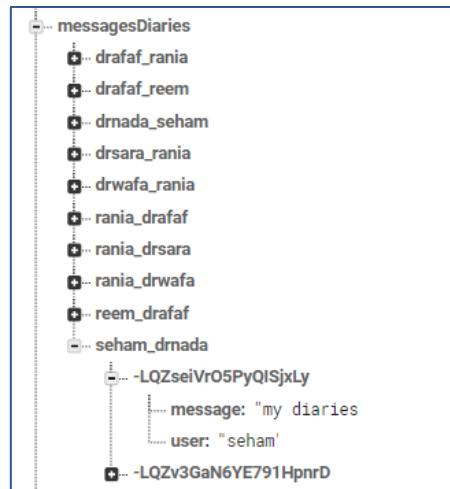 messagesDiaries
drafaf_rania
drafaf_reem
drnada_seham
drsara_rania
drwafa_rania
rania_drafaf
rania_drsara
rania_drwafa
reem_drafaf
seham_drnada
-LQZseiVrO5PyQISjxLy
message: "my diaries
user: "seham'
-LQZv3GaN6YE791HpnrD